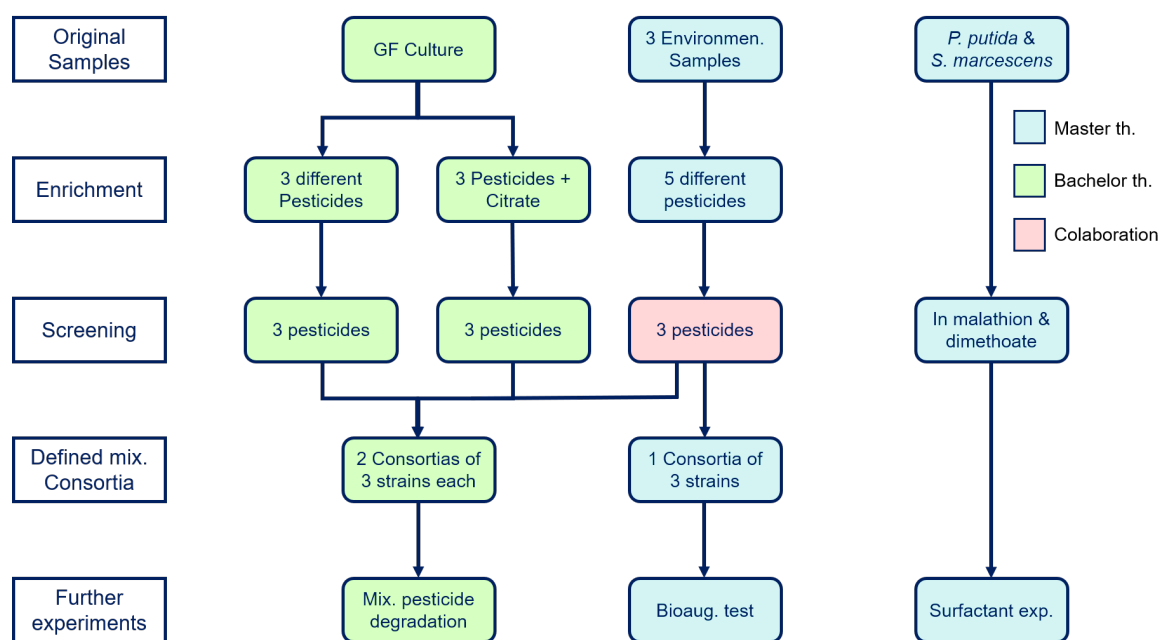 Original
Samples
GF Culture
3 Environmen.
Samples
P. putida &
S. marcescens
Master th.
Bachelor th.
Colaboration
Enrichment
3 different
Pesticides
3 Pesticides +
Citrate
5 different
pesticides
Screening
3 pesticides
3 pesticides
3 pesticides
In malathion &
dimethoate
Defined mix.
Consortia
2 Consortias of
3 strains each
1 Consortia of
3 strains
Further
experiments
Mix. pesticide
degradation
Bioaug. test
Surfactant exp.